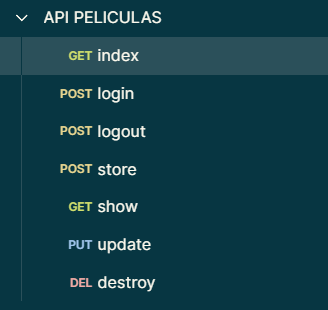 API PELICULAS
GET index
POST login
POST logout
POST store
GET show
PUT update
DEL destroy